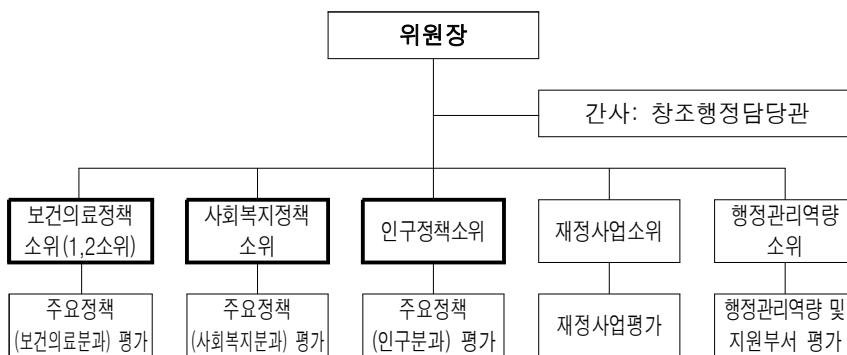 위원장
간사: 창조행정담당관
보건의료정책
소위(1,2소위)
사회복지정책
소위
인구정책소위
재정사업소위
행정관리역량
소위
주요정책
(보건의료분과) 평가
주요정책
(사회복지분과) 평가
주요정책
(인구분과) 평가
재정사업평가
행정관리역량 및
지원부서 평가